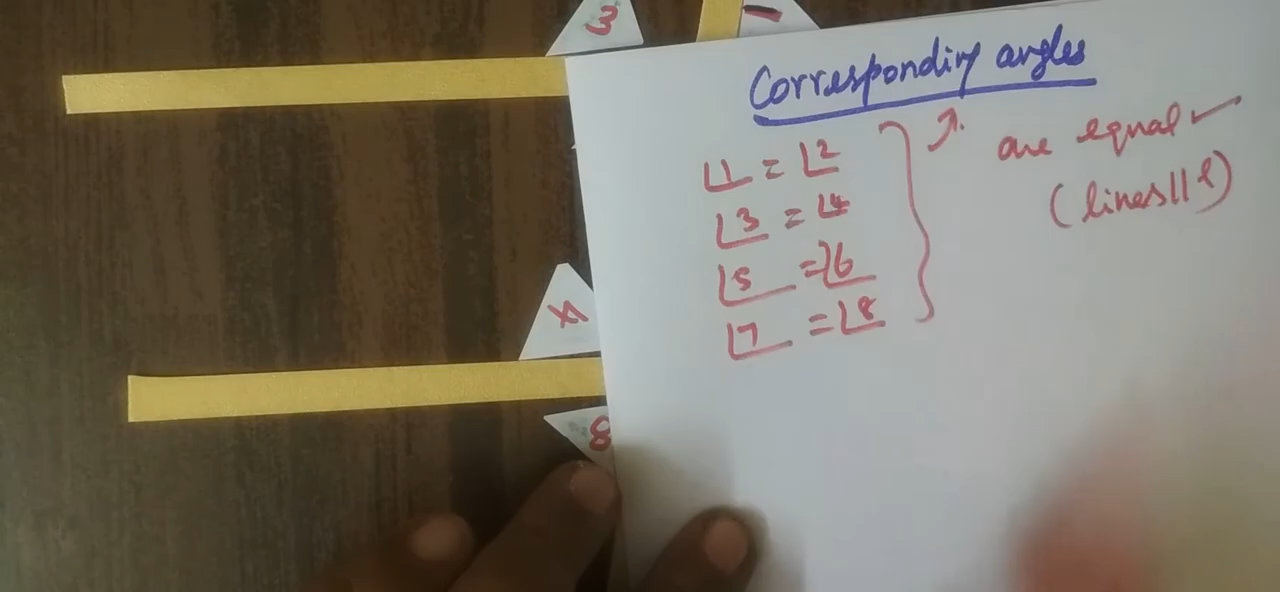 3
Corresponding angles
∠1 = ∠2
∠3 = ∠4
∠5 = ∠6
∠7 = ∠8
are equal ✓
(lines || l)
4
8